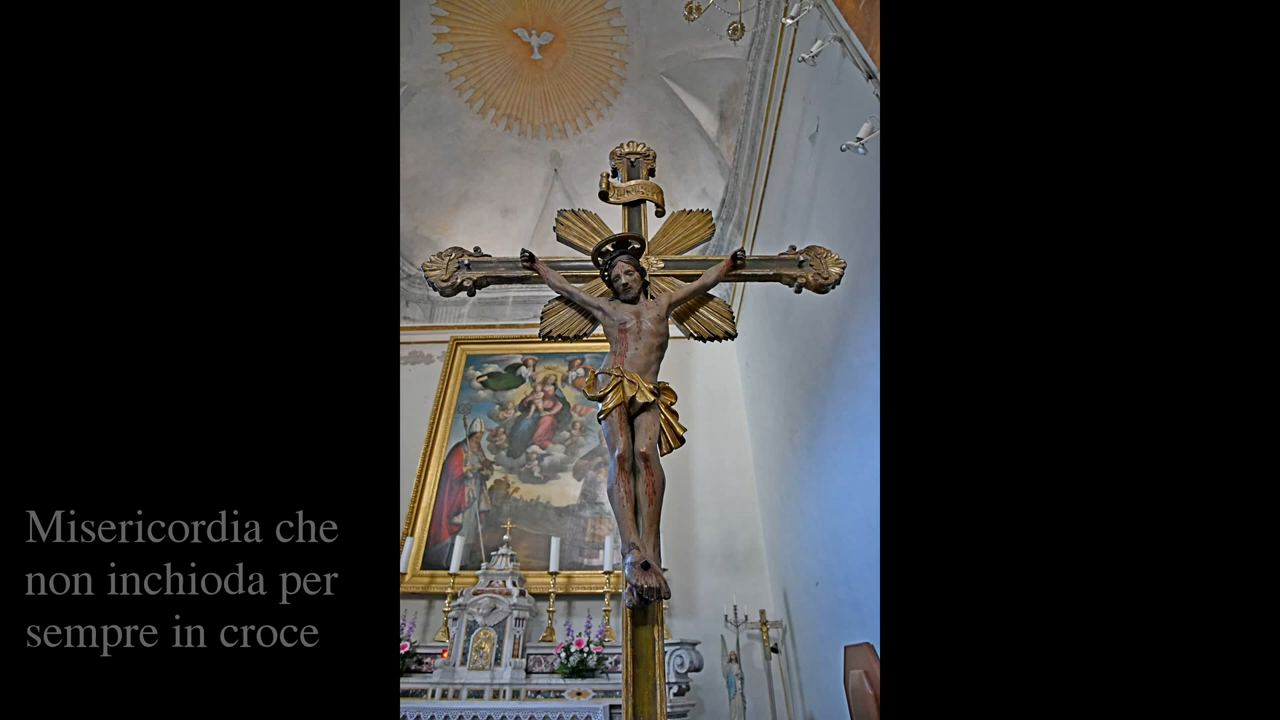 Misericordia che
non inchioda per
sempre in croce